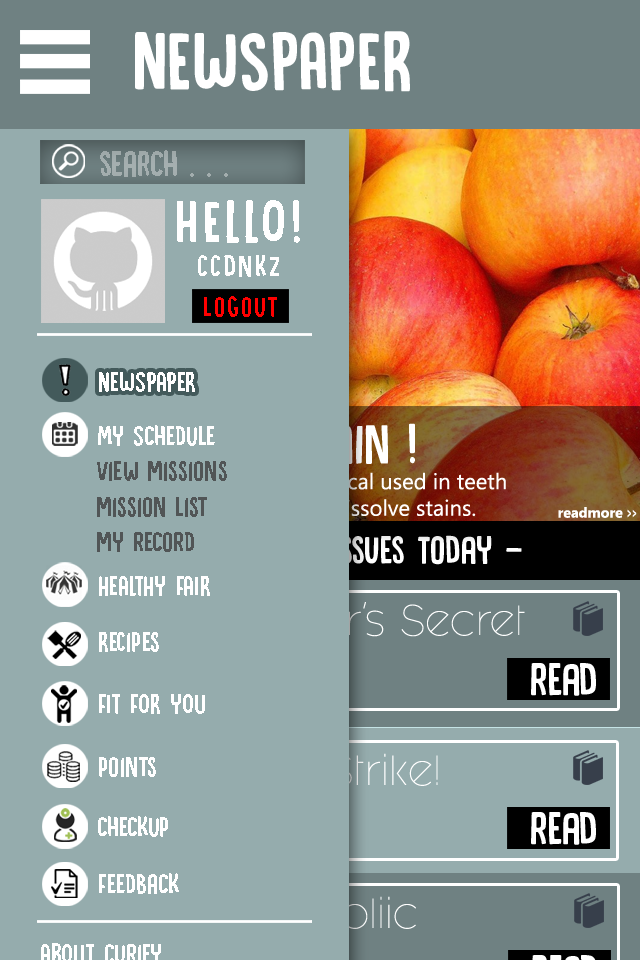 NEWSPAPER
SEARCH . . .
HELLO!
CCDNKZ
LOGOUT
NEWSPAPER
MY SCHEDULE
VIEW MISSIONS
MISSION LIST
MY RECORD
HEALTHY FAIR
RECIPES
FIT FOR YOU
POINTS
CHECKUP
FEEDBACK
ABOUT CURIFY
AIN !
cal used in teeth
ssolve stains.
readmore >>
SSUES TODAY –
r's Secret
READ
Strike!
READ
oliic
READ